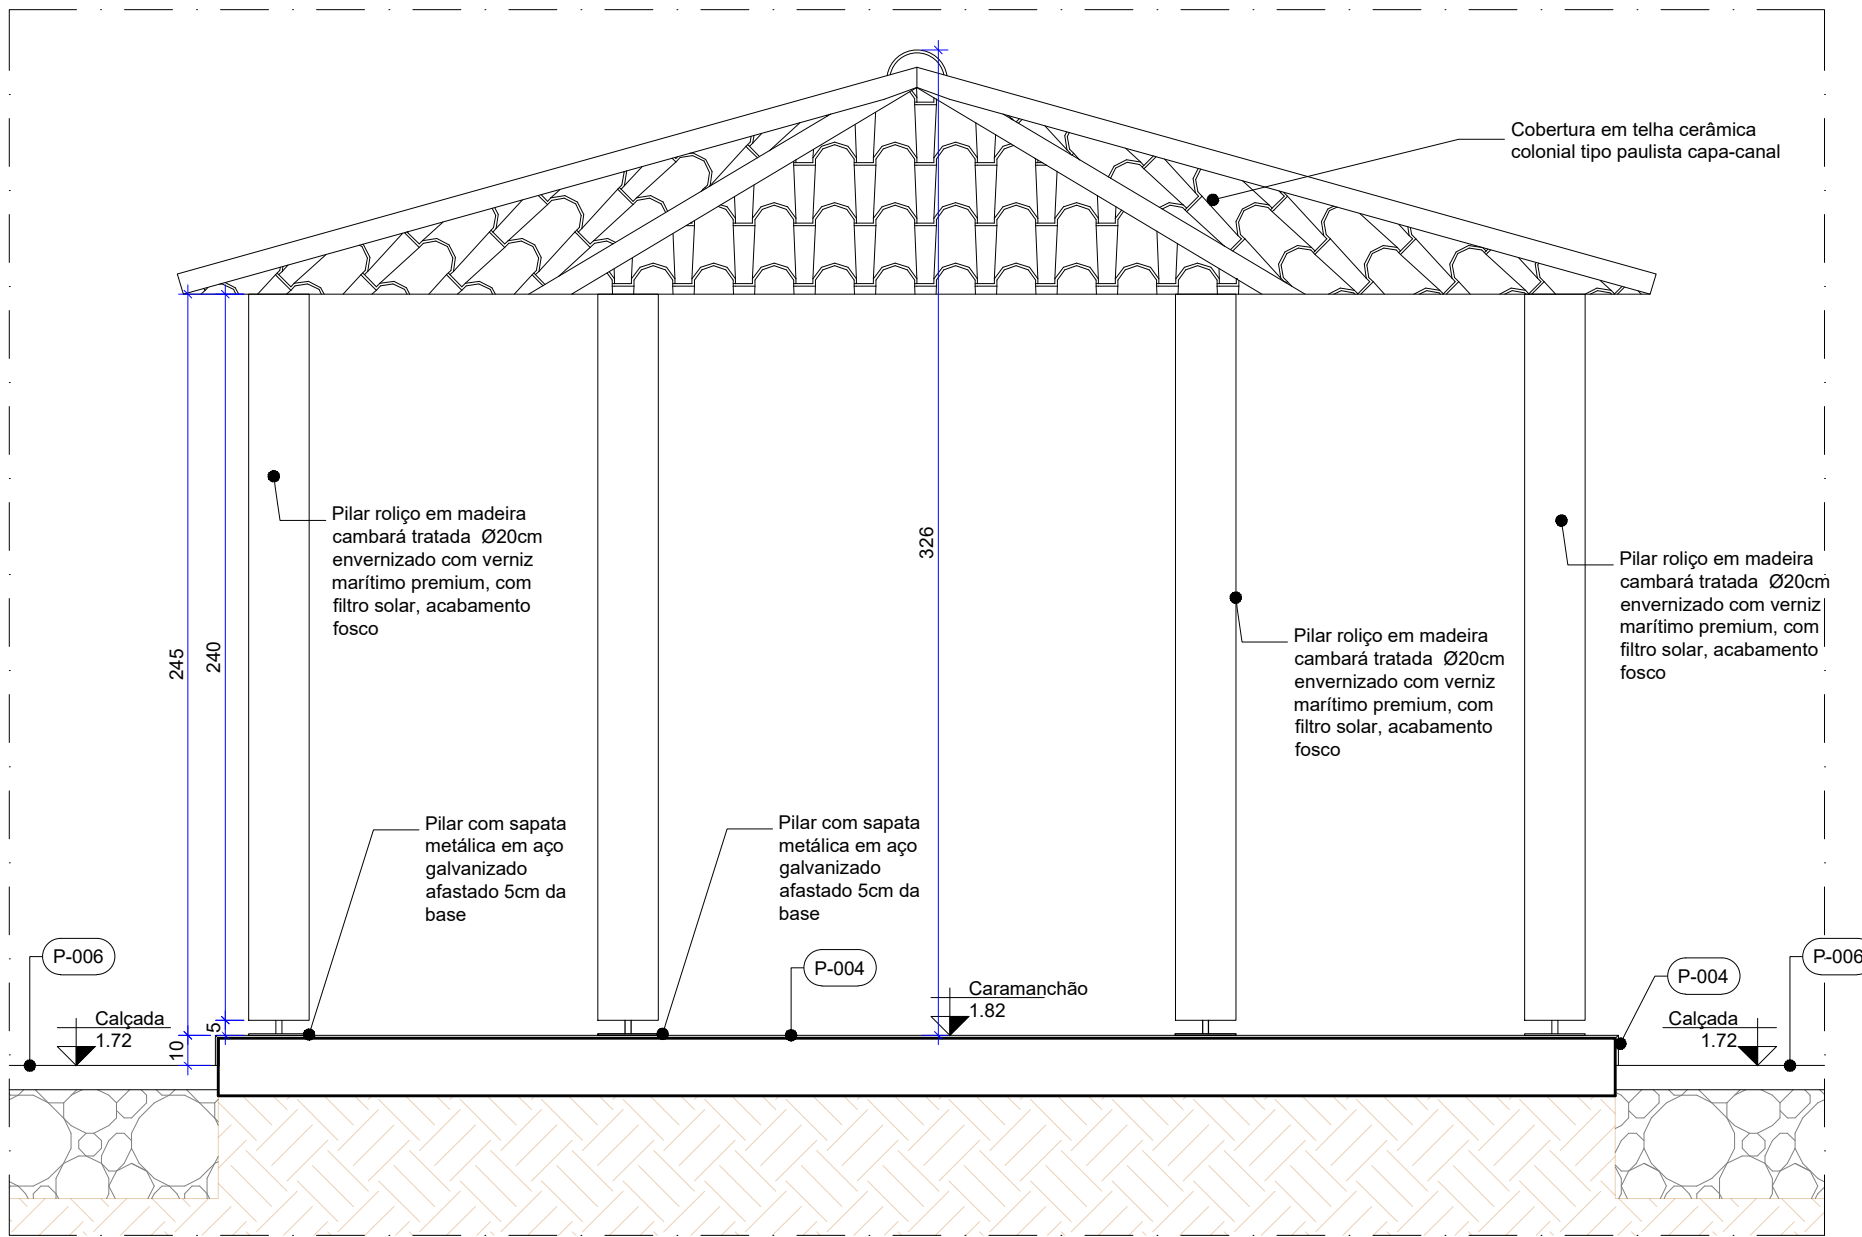 Cobertura em telha cerâmica
colonial tipo paulista capa-canal
326
Pilar roliço em madeira
cambará tratada Ø20cm
envernizado com verniz
marítimo premium, com
filtro solar, acabamento
fosco
Pilar roliço em madeira
cambará tratada Ø20cm
envernizado com verniz
marítimo premium, com
filtro solar, acabamento
fosco
Pilar roliço em madeira
cambará tratada Ø20cm
envernizado com verniz
marítimo premium, com
filtro solar, acabamento
fosco
245
240
Pilar com sapata
metálica em aço
galvanizado
afastado 5cm da
base
Pilar com sapata
metálica em aço
galvanizado
afastado 5cm da
base
P-006
P-004
P-004
P-006
Caramanchão
1.82
Calçada
1.72
5
10
Calçada
1.72